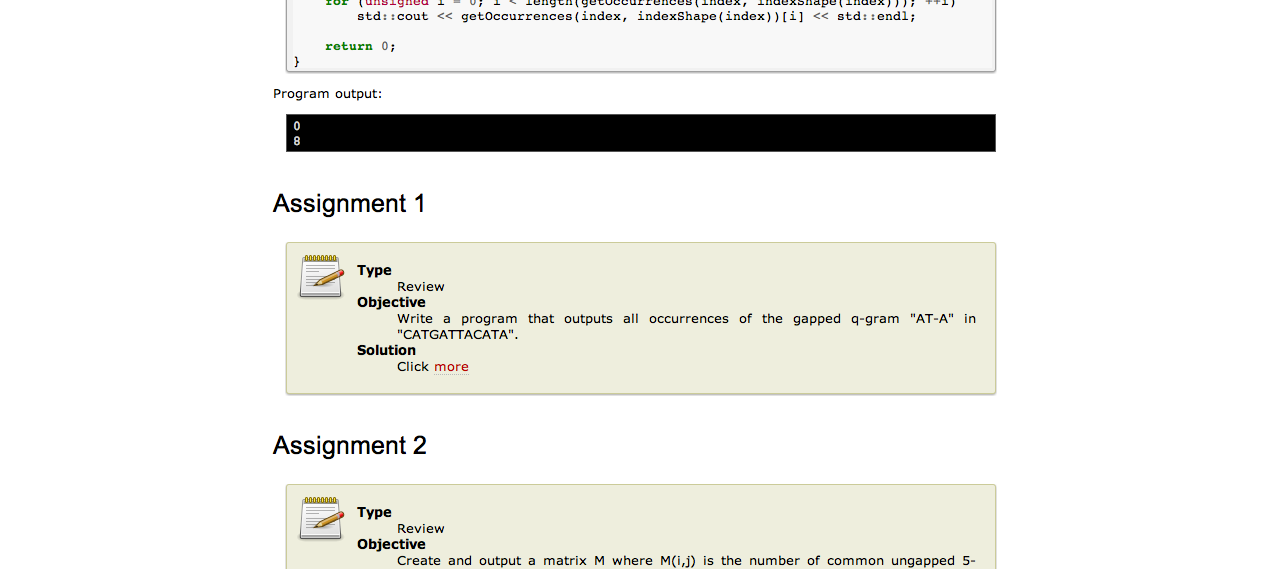 for (unsigned i = 0; i < length(getOccurrences(index, indexShape(index))); ++i)
std::cout << getOccurrences(index, indexShape(index))[i] << std::endl;
return 0;
}
Program output:
0
8
Assignment 1
Type
Review
Objective
Write a program that outputs all occurrences of the gapped q-gram "AT-A" in
"CATGATTACATA".
Solution
Click more
Assignment 2
Type
Review
Objective
Create and output a matrix M where M(i,j) is the number of common ungapped 5-